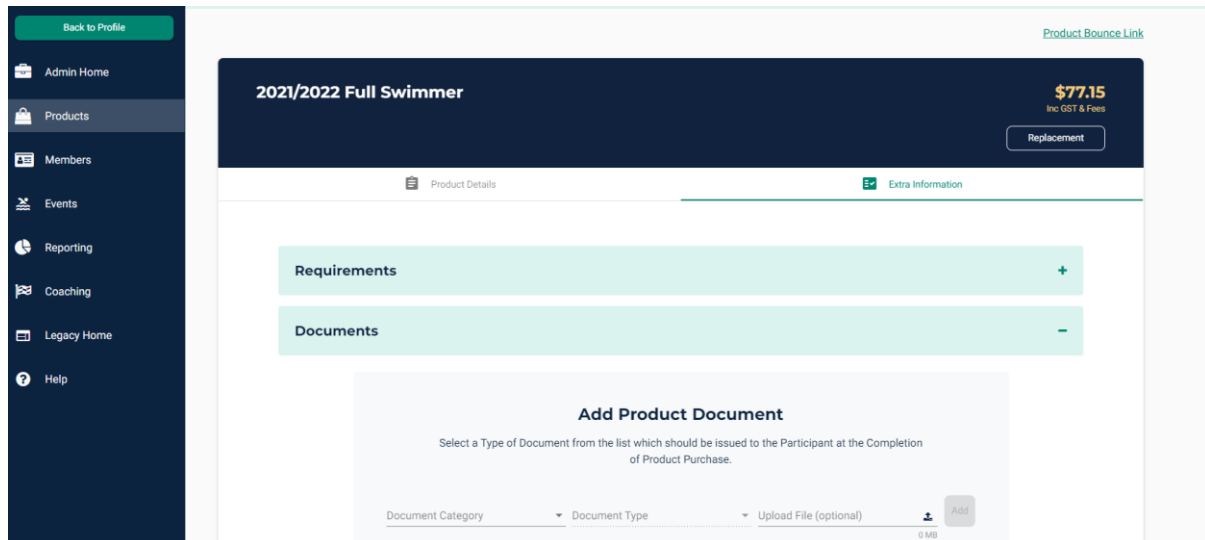 Back to Profile
Admin Home
Products
Members
Events
Reporting
Coaching
Legacy Home
Help
Product Bounce Link
2021/2022 Full Swimmer
$77.15
Inc GST & Fees
Replacement
Product Details
Extra Information
Requirements
+
Documents
−
Add Product Document
Select a Type of Document from the list which should be issued to the Participant at the Completion
of Product Purchase.
Document Category
Document Type
Upload File (optional)
Add
0 MB